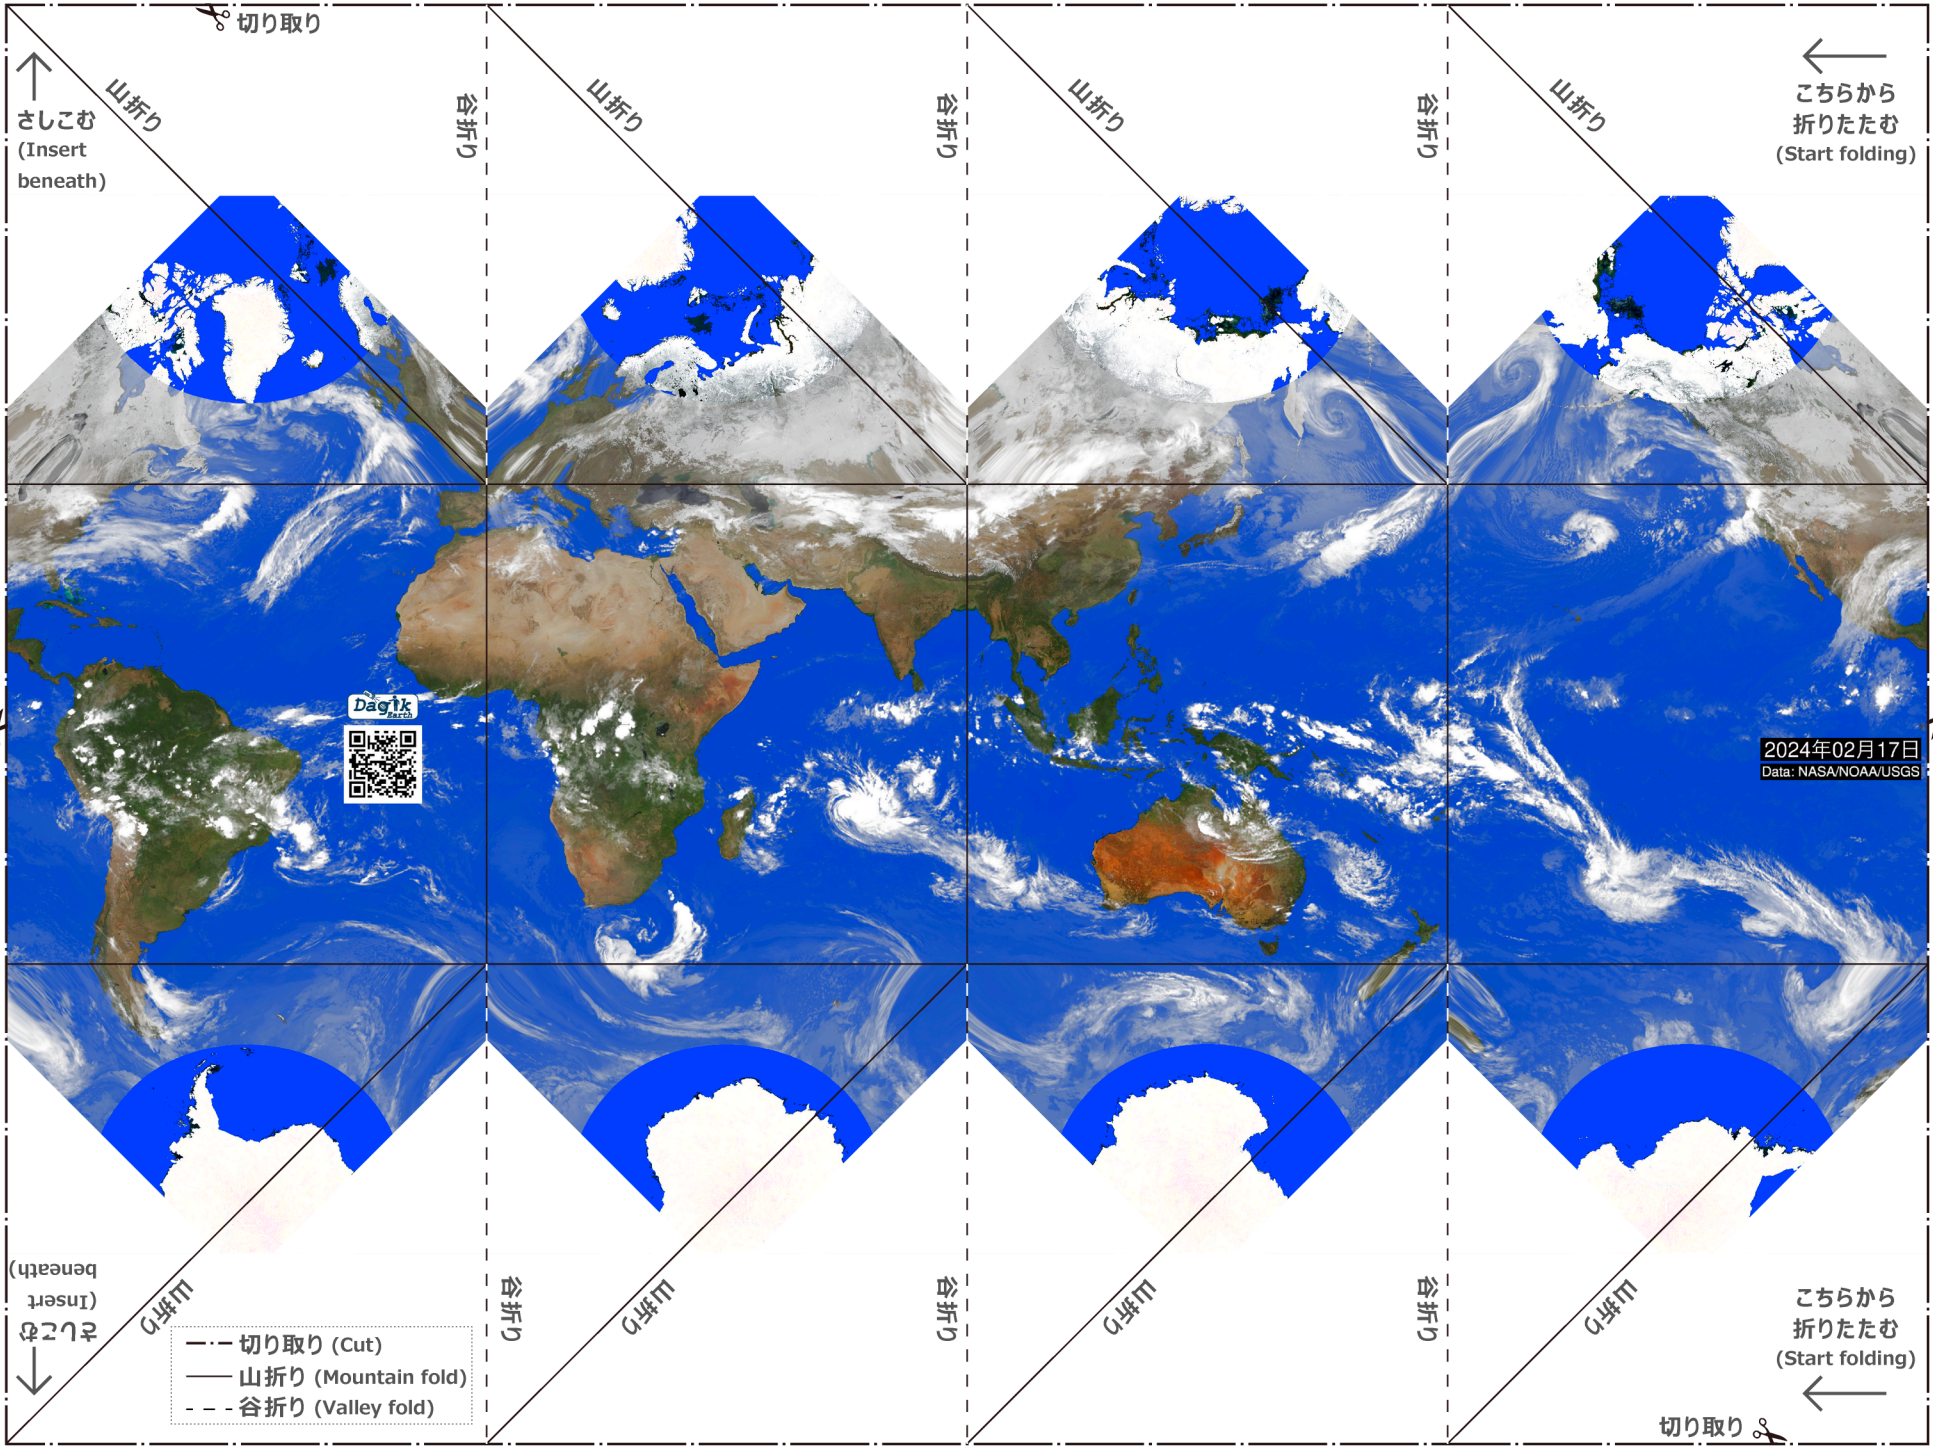 切り取り
山折り
谷折り
山折り
谷折り
山折り
谷折り
山折り
さしこむ
(Insert
beneath)
こちらから
折りたたむ
(Start folding)
Dagik
Earth
2024年02月17日
Data: NASA/NOAA/USGS
さしこむ
(Insert
beneath)
山折り
谷折り
山折り
谷折り
山折り
谷折り
山折り
切り取り (Cut)
山折り (Mountain fold)
谷折り (Valley fold)
こちらから
折りたたむ
(Start folding)
切り取り